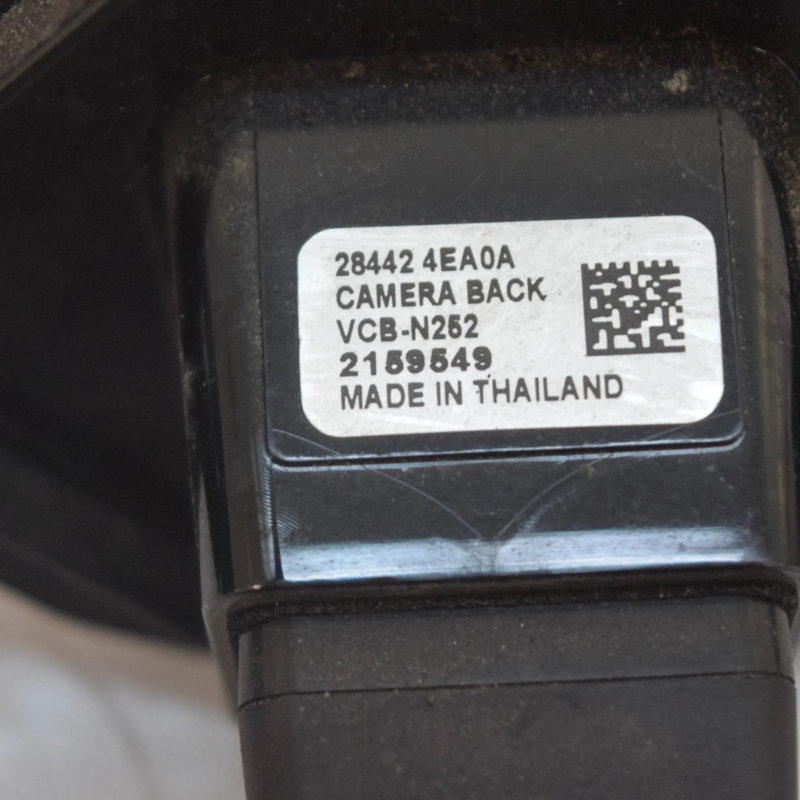 28442 4EA0A
CAMERA BACK
VCB-N252
2159549
MADE IN THAILAND